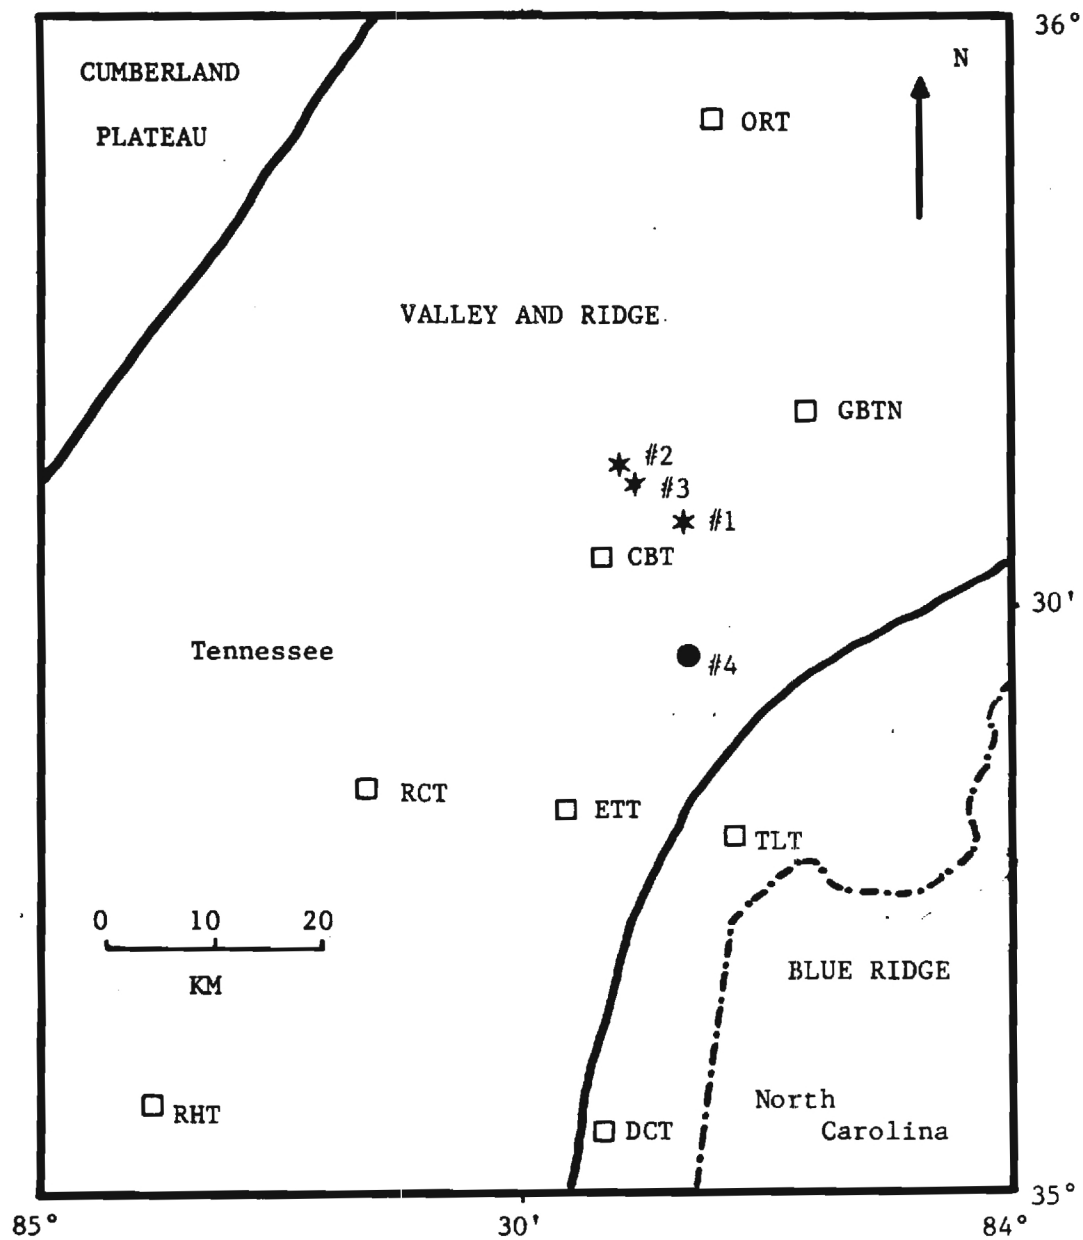 36°
CUMBERLAND
PLATEAU
N
ORT
VALLEY AND RIDGE
GBTN
#2
#3
#1
CBT
30'
Tennessee
#4
RCT
ETT
TLT
0 10 20
KM
BLUE RIDGE
North
Carolina
RHT
DCT
35°
85° 30' 84°